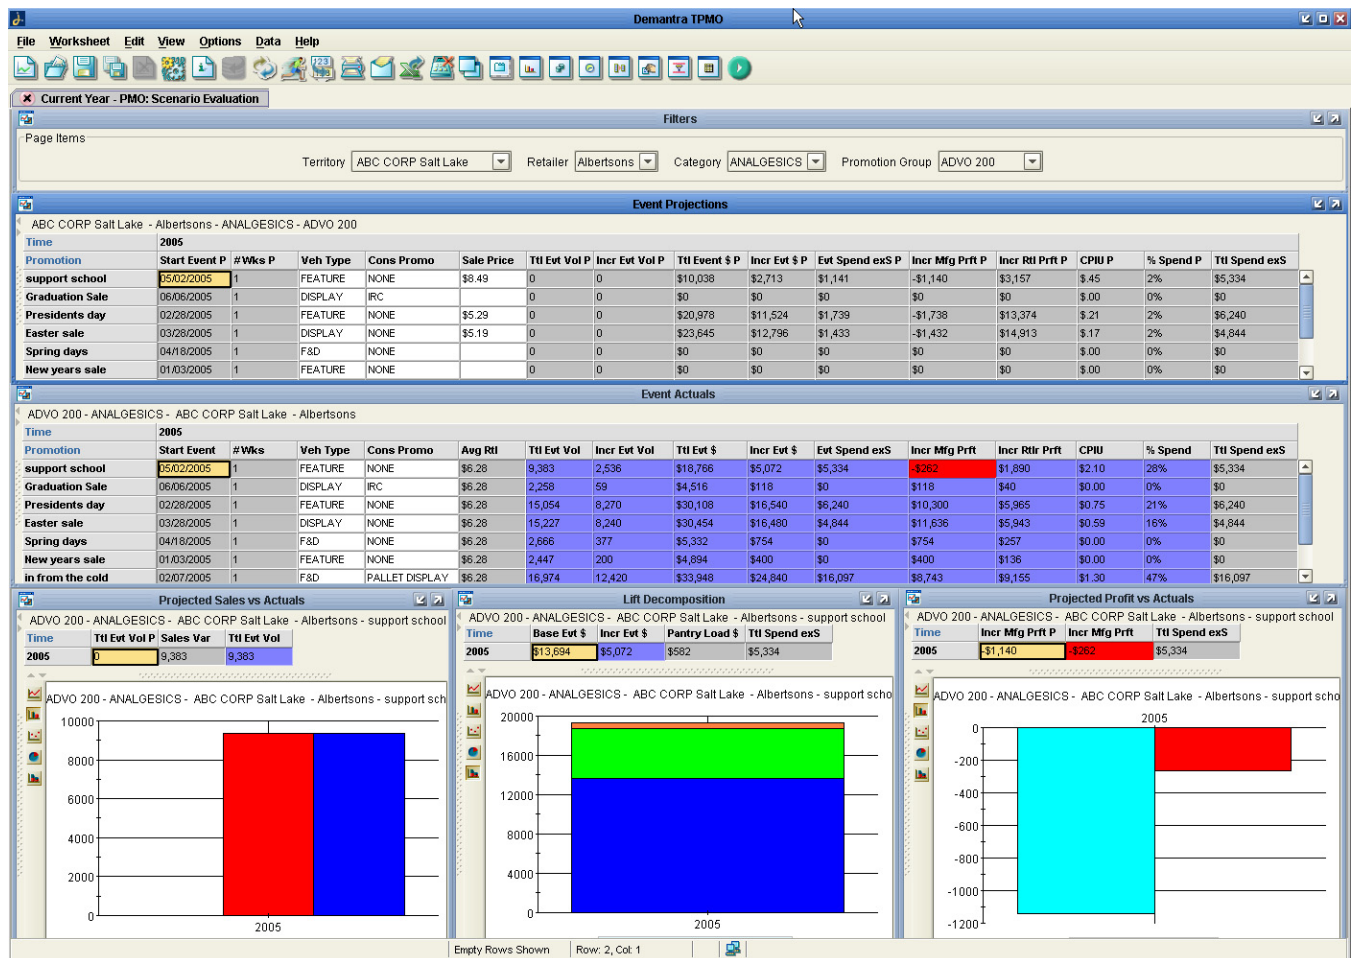 Demantra TPMO
File Worksheet Edit View Options Data Help
Current Year - PMO: Scenario Evaluation
Filters
Page Items
Territory ABC CORP Salt Lake Retailer Albertsons Category ANALGESICS Promotion Group ADVO 200
Event Projections
ABC CORP Salt Lake - Albertsons - ANALGESICS - ADVO 200
Time 2005
Promotion Start Event P # Wks P Veh Type Cons Promo Sale Price Ttl Evt Vol P Incr Evt Vol P Ttl Event $ P Incr Evt $ P Evt Spend exS P Incr Mfg Prft P Incr Rtl Prft P CPIU P % Spend P Ttl Spend exS
support school 05/02/2005 1 FEATURE NONE $8.49 0 0 $10,038 $2,713 $1,141 -$1,140 $3,157 $.45 2% $5,334
Graduation Sale 06/06/2005 1 DISPLAY IRC 0 0 $0 $0 $0 $0 $0 $.00 0% $0
Presidents day 02/28/2005 1 FEATURE NONE $5.29 0 0 $20,978 $11,524 $1,739 -$1,738 $13,374 $.21 2% $6,240
Easter sale 03/28/2005 1 DISPLAY NONE $5.19 0 0 $23,645 $12,796 $1,433 -$1,432 $14,913 $.17 2% $4,844
Spring days 04/18/2005 1 F&D NONE 0 0 $0 $0 $0 $0 $0 $.00 0% $0
New years sale 01/03/2005 1 FEATURE NONE 0 0 $0 $0 $0 $0 $0 $.00 0% $0
Event Actuals
ADVO 200 - ANALGESICS - ABC CORP Salt Lake - Albertsons
Time 2005
Promotion Start Event # Wks Veh Type Cons Promo Avg Rtl Ttl Evt Vol Incr Evt Vol Ttl Evt $ Incr Evt $ Evt Spend exS Incr Mfg Prft Incr Rtlr Prft CPIU % Spend Ttl Spend exS
support school 05/02/2005 1 FEATURE NONE $6.28 9,383 2,536 $18,766 $5,072 $5,334 -$262 $1,890 $2.10 28% $5,334
Graduation Sale 06/06/2005 1 DISPLAY IRC $6.28 2,258 59 $4,516 $118 $0 $118 $40 $0.00 0% $0
Presidents day 02/28/2005 1 FEATURE NONE $6.28 15,054 8,270 $30,108 $16,540 $6,240 $10,300 $5,965 $0.75 21% $6,240
Easter sale 03/28/2005 1 DISPLAY NONE $6.28 15,227 8,240 $30,454 $16,480 $4,844 $11,636 $5,943 $0.59 16% $4,844
Spring days 04/18/2005 1 F&D NONE $6.28 2,666 377 $5,332 $754 $0 $754 $257 $0.00 0% $0
New years sale 01/03/2005 1 FEATURE NONE $6.28 2,447 200 $4,894 $400 $0 $400 $136 $0.00 0% $0
in from the cold 02/07/2005 1 F&D PALLET DISPLAY $6.28 16,974 12,420 $33,948 $24,840 $16,097 $8,743 $9,155 $1.30 47% $16,097
Projected Sales vs Actuals
ADVO 200 - ANALGESICS - ABC CORP Salt Lake - Albertsons - support school
Time Ttl Evt Vol P Sales Var Ttl Evt Vol
2005 0 9,383 9,383
ADVO 200 - ANALGESICS - ABC CORP Salt Lake - Albertsons - support scho
10000
8000
6000
4000
2000
0
2005
Lift Decomposition
ADVO 200 - ANALGESICS - ABC CORP Salt Lake - Albertsons - support school
Time Base Evt $ Incr Evt $ Pantry Load $ Ttl Spend exS
2005 $13,694 $5,072 $582 $5,334
ADVO 200 - ANALGESICS - ABC CORP Salt Lake - Albertsons - support scho
20000
16000
12000
8000
4000
0
2005
Projected Profit vs Actuals
ADVO 200 - ANALGESICS - ABC CORP Salt Lake - Albertsons - support school
Time Incr Mfg Prft P Incr Mfg Prft Ttl Spend exS
2005 -$1,140 -$262 $5,334
ADVO 200 - ANALGESICS - ABC CORP Salt Lake - Albertsons - support scho
2005
0
-200
-400
-600
-800
-1000
-1200
Empty Rows Shown Row: 2, Col: 1